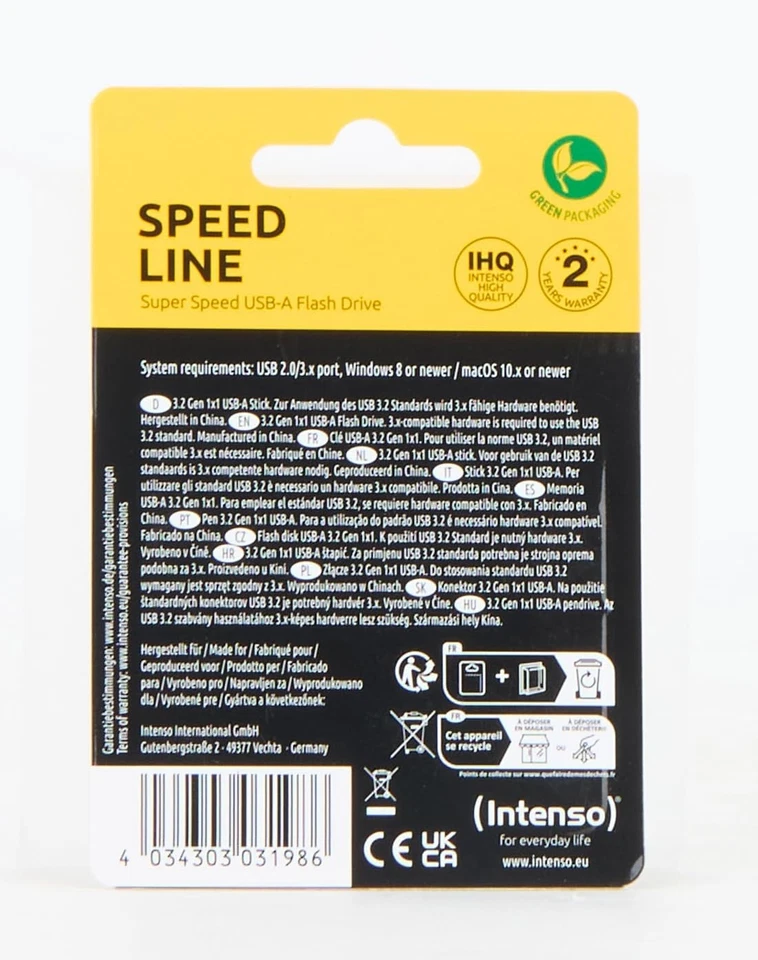 GREEN PACKAGING
SPEED
LINE
Super Speed USB-A Flash Drive
IHQ
INTENSO
HIGH
QUALITY
2
YEARS WARRANTY
System requirements: USB 2.0/3.x port, Windows 8 or newer / macOS 10.x or newer
D 3.2 Gen 1x1 USB-A Stick. Zur Anwendung des USB 3.2 Standards wird 3.x fähige Hardware benötigt.
Hergestellt in China. EN 3.2 Gen 1x1 USB-A Flash Drive. 3.x-compatible hardware is required to use the USB
3.2 standard. Manufactured in China. FR Clé USB-A 3.2 Gen 1x1. Pour utiliser la norme USB 3.2, un matériel
compatible 3.x est nécessaire. Fabriqué en Chine. NL 3.2 Gen 1x1 USB-A stick. Voor gebruik van de USB 3.2
standaards is 3.x competente hardware nodig. Geproduceerd in China. IT Stick 3.2 Gen 1x1 USB-A. Per
utilizzare gli standard USB 3.2 è necessario un hardware 3.x compatibile. Prodotta in Cina. ES Memoria
USB-A 3.2 Gen 1x1. Para emplear el estándar USB 3.2, se requiere hardware compatible con 3.x. Fabricado en
China. PT Pen 3.2 Gen 1x1 USB-A. Para a utilização do padrão USB 3.2 é necessário hardware 3.x compatível.
Fabricado na China. CZ Flash disk USB-A 3.2 Gen 1x1. K použití USB 3.2 Standard je nutný hardware 3.x.
Vyrobeno v Číně. HR 3.2 Gen 1x1 USB-A štapić. Za primjenu USB 3.2 standarda potrebna je strojna oprema
podobna za 3.x. Proizvedeno u Kini. PL Złącze 3.2 Gen 1x1 USB-A. Do stosowania standardu USB 3.2
wymagany jest sprzęt zgodny z 3.x. Wyprodukowano w Chinach. SK Konektor 3.2 Gen 1x1 USB-A. Na použitie
štandardných konektorov USB 3.2 je potrebný hardvér 3.x. Vyrobené v Číne. HU 3.2 Gen 1x1 USB-A pendrive. Az
USB 3.2 szabvány használatához 3.x-képes hardverre lesz szükség. Származási hely Kína.
Garantiebestimmungen: www.intenso.de/garantiebestimmungen
Terms of warranty: www.intenso.eu/guarantee-provisions
Hergestellt für / Made for / Fabriqué pour /
Geproduceerd voor / Prodotto per / Fabricado
para / Vyrobeno pro / Napravljen za / Wyprodukowano
dla / Vyrobené pre / Gyártva a következőnek:
Intenso International GmbH
Gutenbergstraße 2 · 49377 Vechta · Germany
FR
+
FR
Cet appareil
se recycle
À DÉPOSER
EN MAGASIN
OU
À DÉPOSER
EN DÉCHÈTERIE
Points de collecte sur www.quefairedemesdechets.fr
4 034303 031986
CE
UK
CA
(Intenso)®
for everyday life
www.intenso.eu